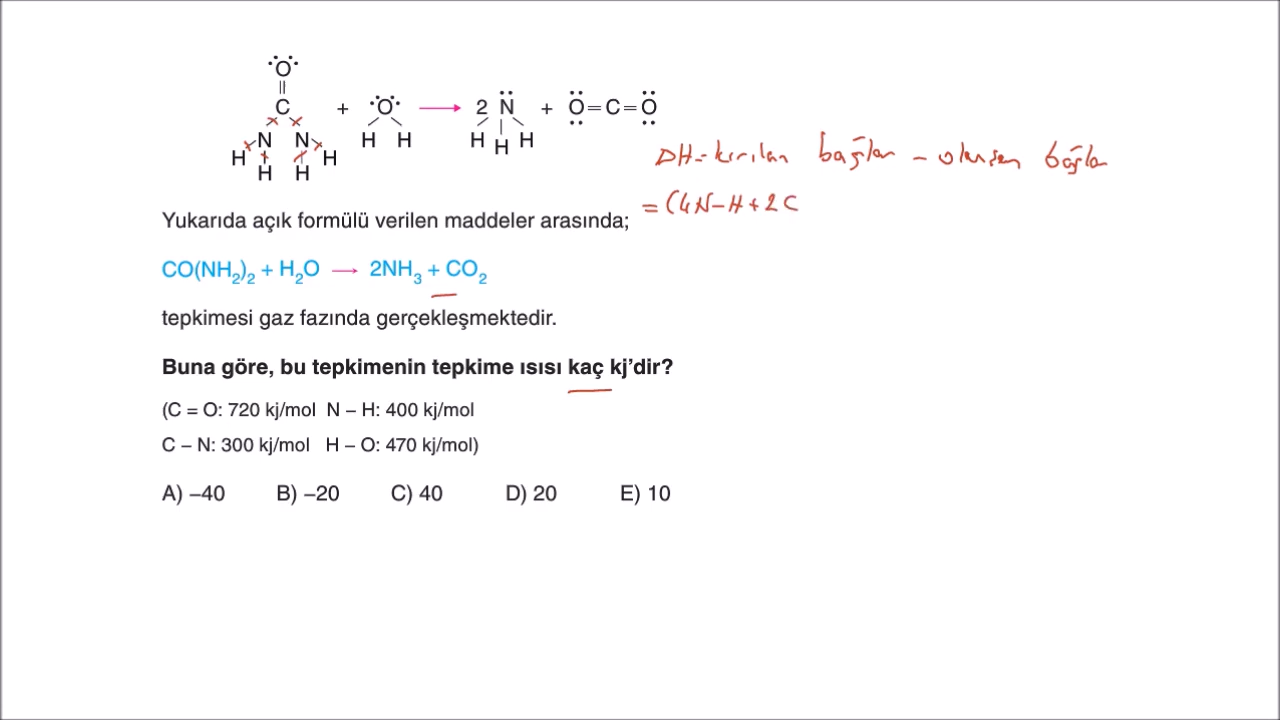 O
C + O → 2 N + O=C=O
N N H H H H H
H H
H H
ΔH = kırılan bağlar – oluşan bağla
= (4N–H+2C
Yukarıda açık formülü verilen maddeler arasında;
CO(NH₂)₂ + H₂O → 2NH₃ + CO₂
tepkimesi gaz fazında gerçekleşmektedir.
Buna göre, bu tepkimenin tepkime ısısı kaç kj’dir?
(C = O: 720 kj/mol N – H: 400 kj/mol
C – N: 300 kj/mol H – O: 470 kj/mol)
A) –40 B) –20 C) 40 D) 20 E) 10